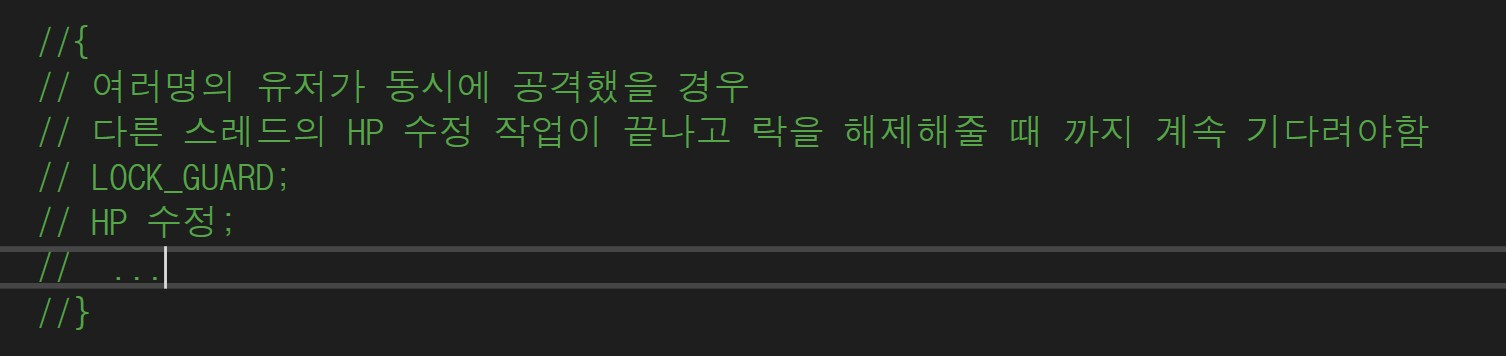 //{
// 여러명의 유저가 동시에 공격했을 경우
// 다른 스레드의 HP 수정 작업이 끝나고 락을 해제해줄 때 까지 계속 기다려야함
// LOCK_GUARD;
// HP 수정;
//  ...
//}